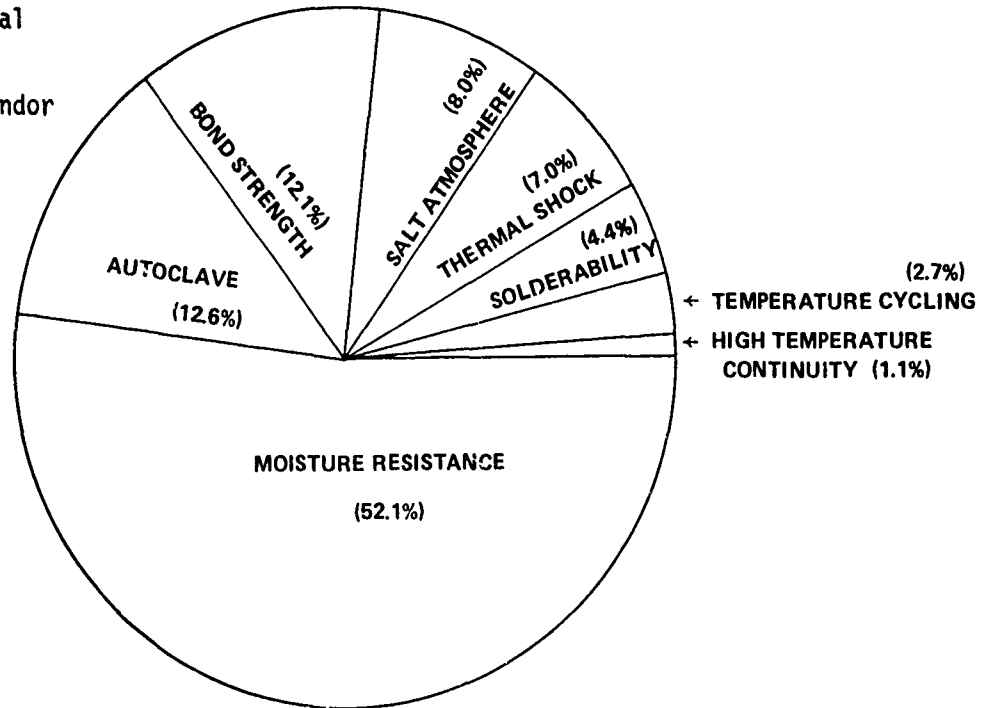 al
ndor
(8.0%)
SALT ATMOSPHERE
BOND STRENGTH
(12.1%)
(7.0%)
THERMAL SHOCK
(4.4%)
SOLDERABILITY
AUTOCLAVE
(12.6%)
(2.7%)
← TEMPERATURE CYCLING
← HIGH TEMPERATURE
CONTINUITY (1.1%)
MOISTURE RESISTANCE
(52.1%)